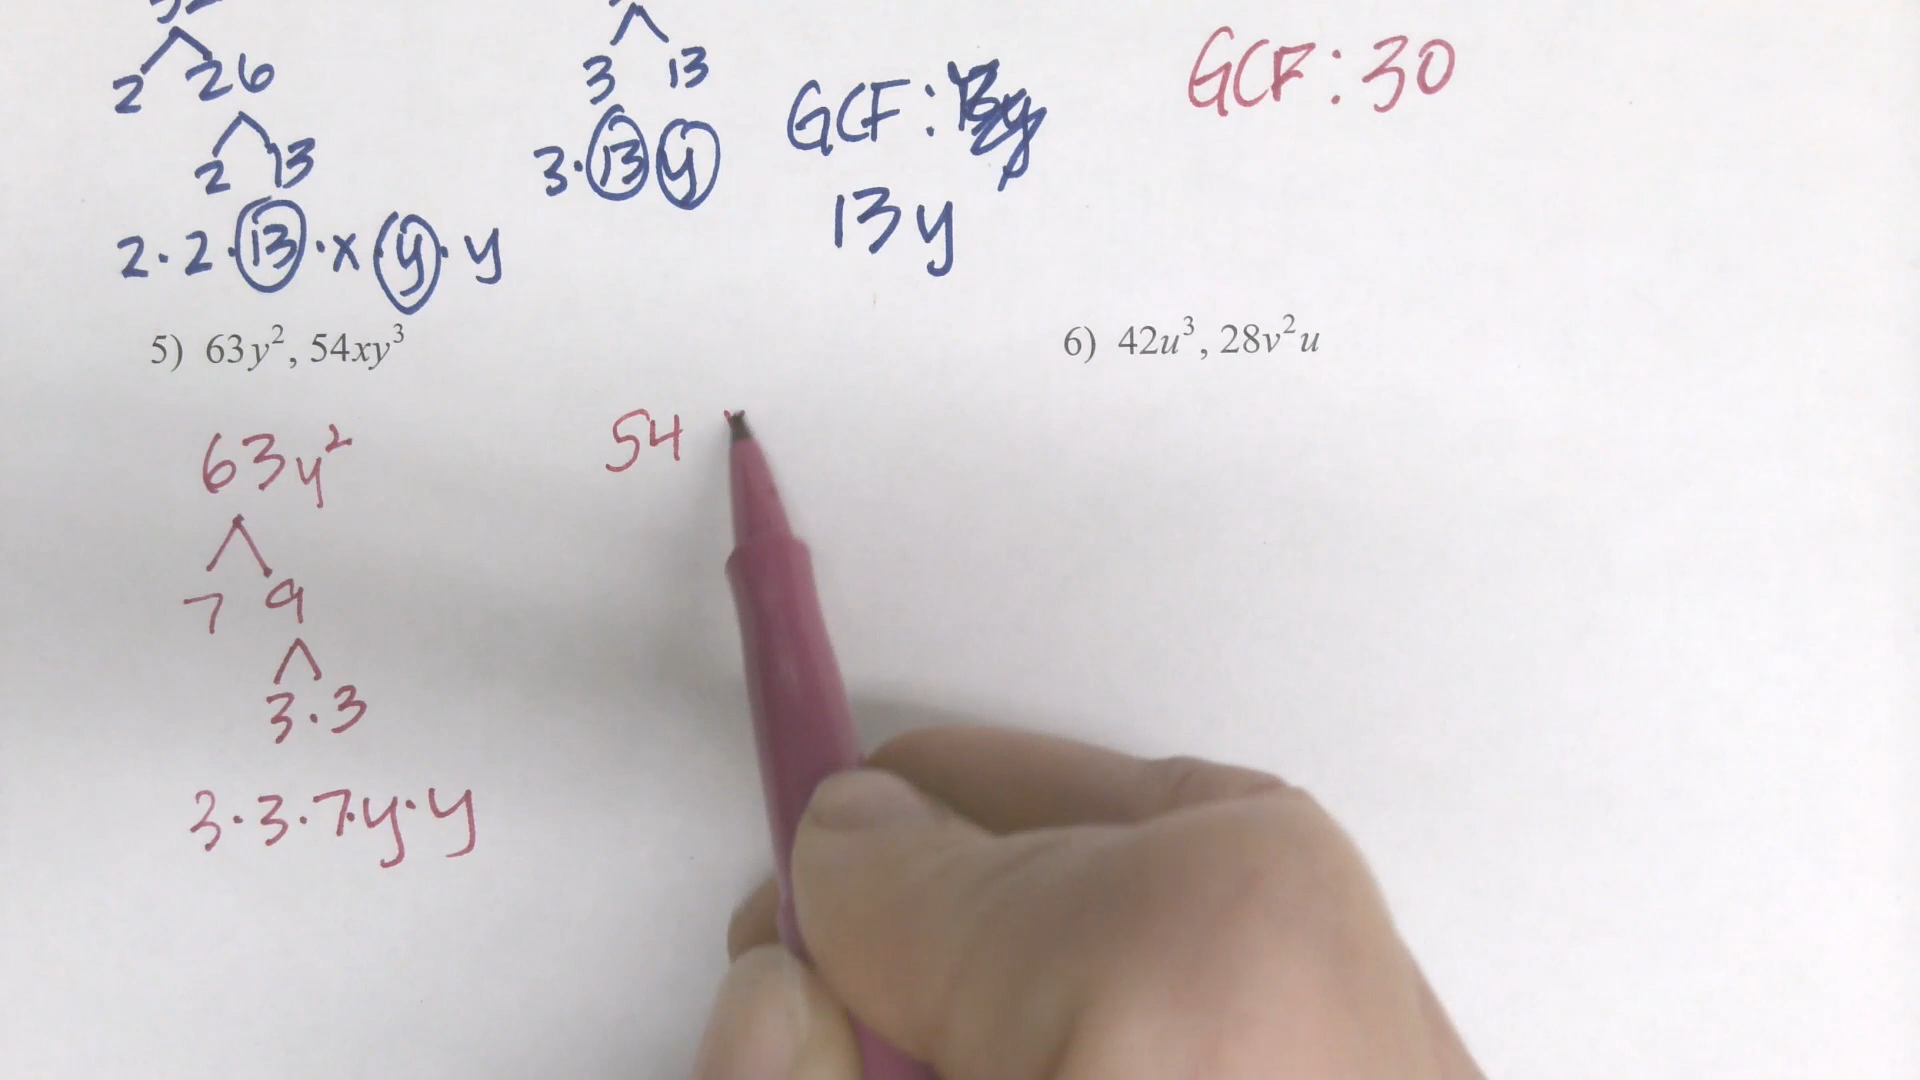 2 26
2 13
2 · 2 · 13 · x · y · y
3 13
3 · 13 y
GCF:
13y
GCF: 30
5) 63y², 54xy³
63y²
7 9
3 · 3
3 · 3 · 7 · y · y
54
6) 42u³, 28v²u